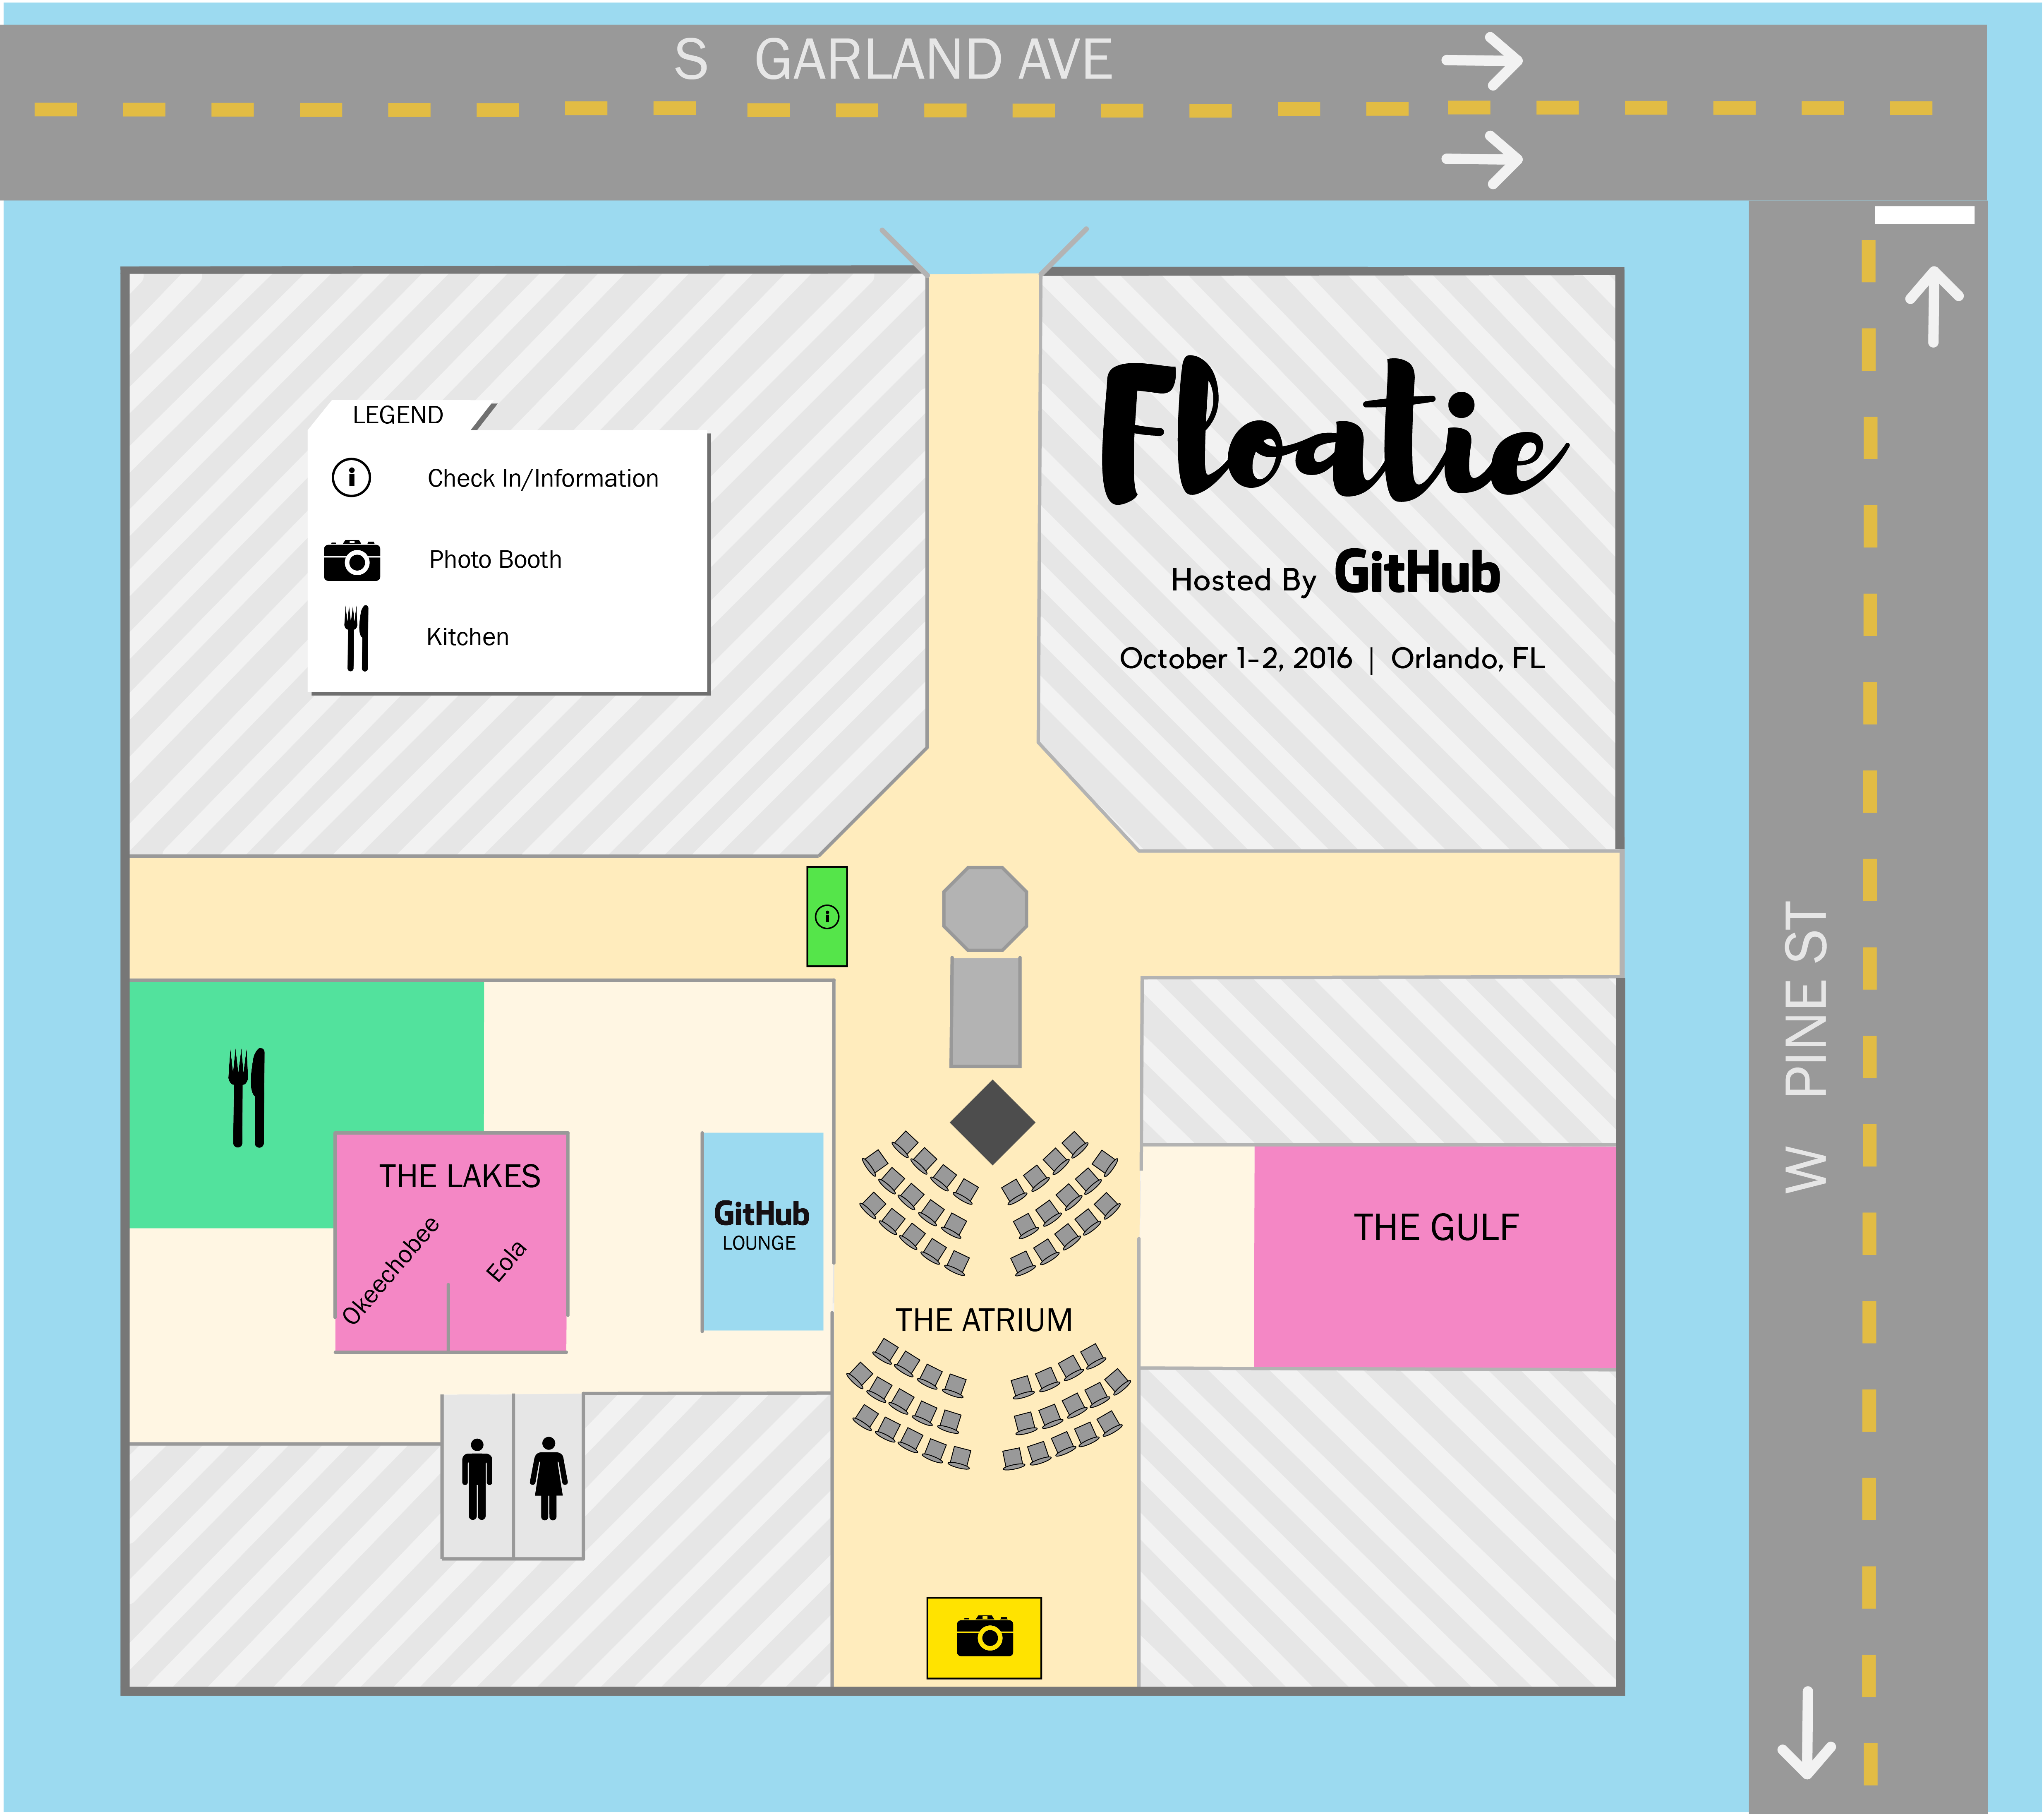 S GARLAND AVE
LEGEND
i Check In/Information
Photo Booth
Kitchen
Floatie
Hosted By GitHub
October 1-2, 2016 | Orlando, FL
i
W PINE ST
THE LAKES
Okeechobee
Eola
GitHub
LOUNGE
THE GULF
THE ATRIUM